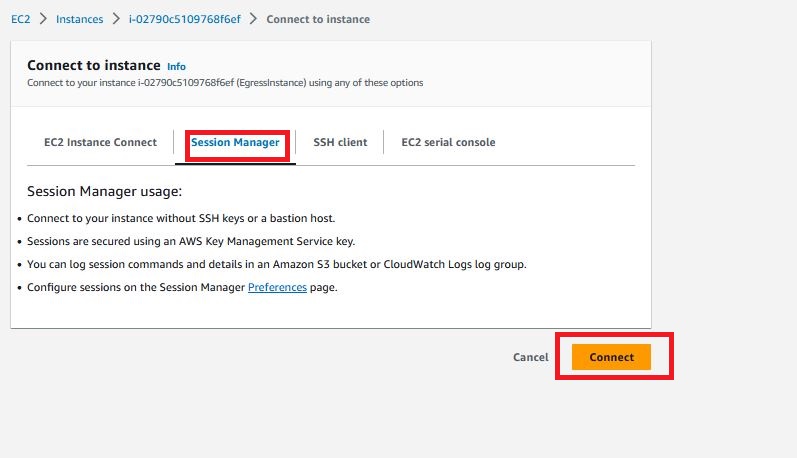 EC2 > Instances > i-02790c5109768f6ef > Connect to instance
Connect to instance Info
Connect to your instance i-02790c5109768f6ef (EgressInstance) using any of these options
EC2 Instance Connect
Session Manager
SSH client
EC2 serial console
Session Manager usage:
• Connect to your instance without SSH keys or a bastion host.
• Sessions are secured using an AWS Key Management Service key.
• You can log session commands and details in an Amazon S3 bucket or CloudWatch Logs log group.
• Configure sessions on the Session Manager Preferences page.
Cancel
Connect